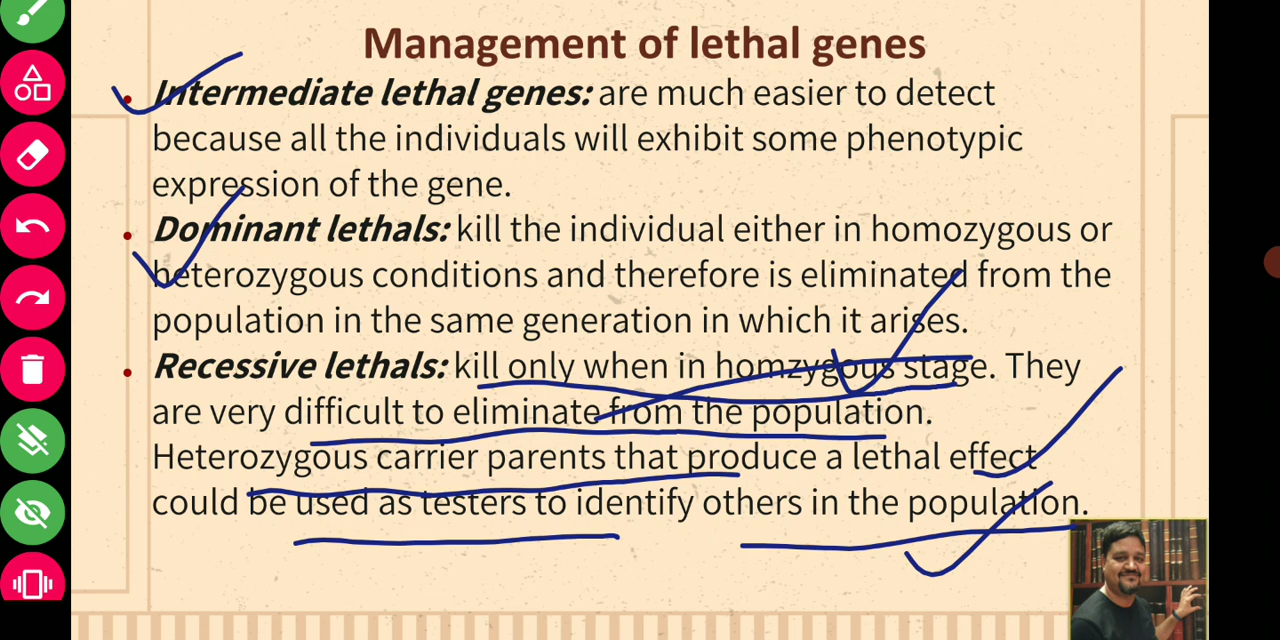 Management of lethal genes
• Intermediate lethal genes: are much easier to detect
because all the individuals will exhibit some phenotypic
expression of the gene.
• Dominant lethals: kill the individual either in homozygous or
heterozygous conditions and therefore is eliminated from the
population in the same generation in which it arises.
• Recessive lethals: kill only when in homzygous stage. They
are very difficult to eliminate from the population.
Heterozygous carrier parents that produce a lethal effect
could be used as testers to identify others in the population.